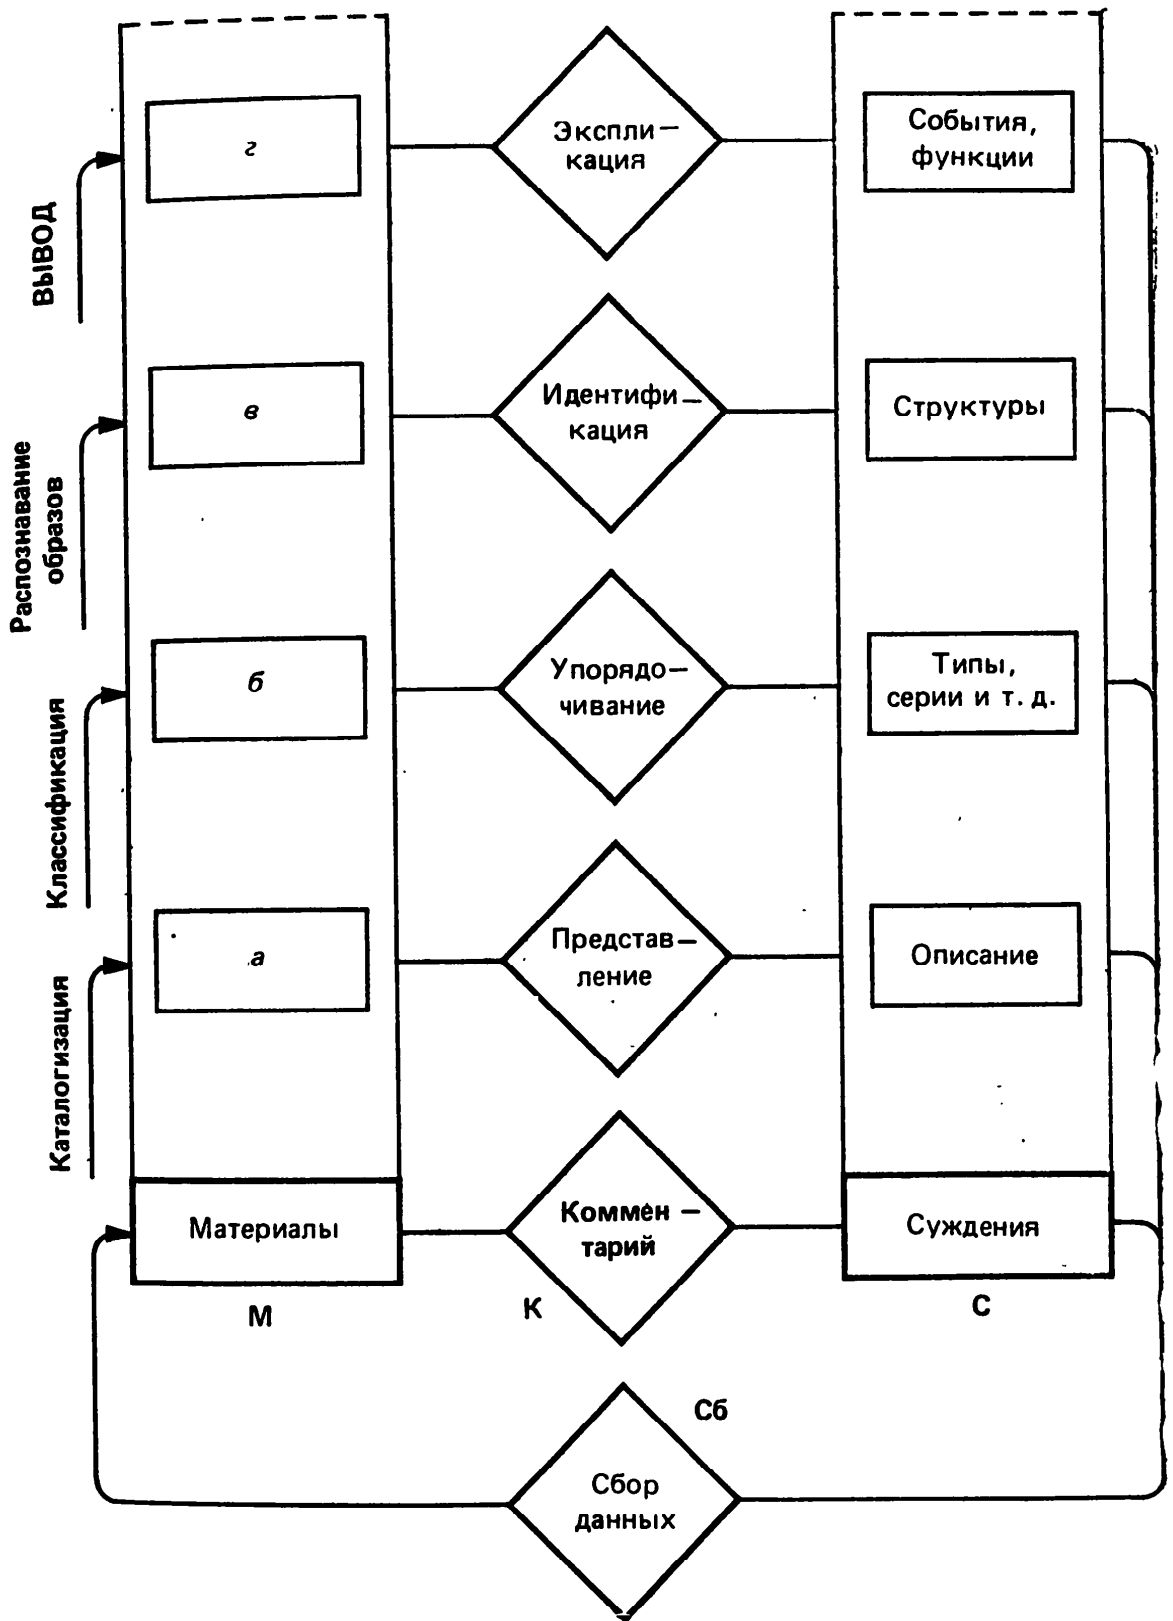 г
Экспли—
кация
События,
функции
ВЫВОД
в
Идентифи—
кация
Структуры
Распознавание
образов
б
Упорядо—
чивание
Типы,
серии и т. д.
Классификация
а
Представ—
ление
Описание
Каталогизация
Материалы
Коммен—
тарий
Суждения
М
К
С
Сб
Сбор
данных